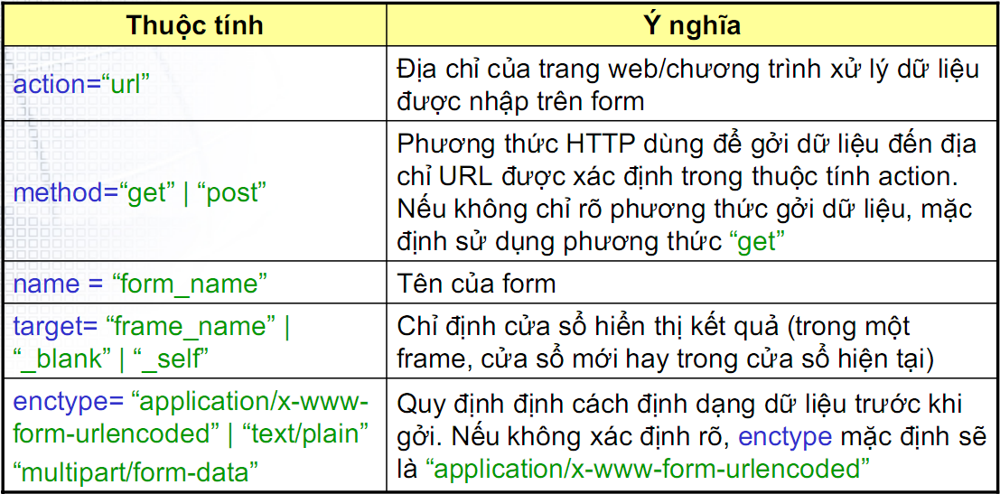 Thuộc tính
Ý nghĩa
action=“url”
Địa chỉ của trang web/chương trình xử lý dữ liệu
được nhập trên form
method=“get” | “post”
Phương thức HTTP dùng để gởi dữ liệu đến địa
chỉ URL được xác định trong thuộc tính action.
Nếu không chỉ rõ phương thức gởi dữ liệu, mặc
định sử dụng phương thức “get”
name = “form_name”
Tên của form
target= “frame_name” |
“_blank” | “_self”
Chỉ định cửa sổ hiển thị kết quả (trong một
frame, cửa sổ mới hay trong cửa sổ hiện tại)
enctype= “application/x-www-
form-urlencoded” | “text/plain”
“multipart/form-data”
Quy định định cách định dạng dữ liệu trước khi
gởi. Nếu không xác định rõ, enctype mặc định sẽ
là “application/x-www-form-urlencoded”